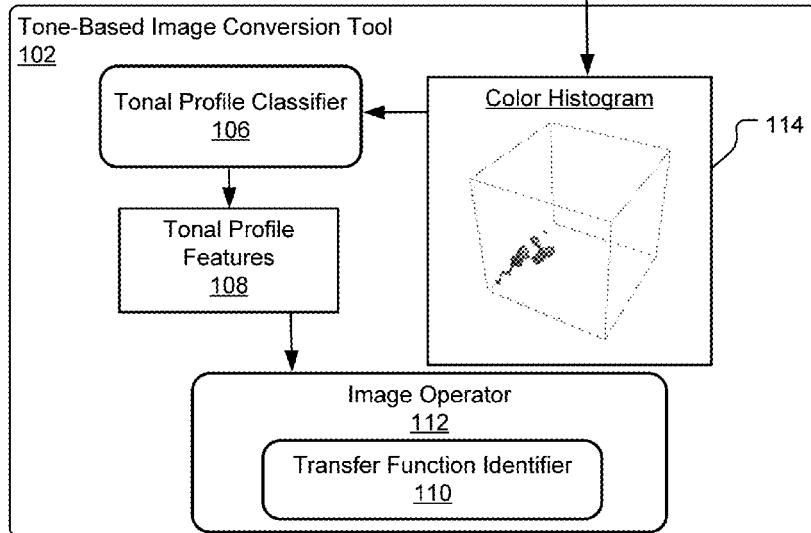 Tone-Based Image Conversion Tool
102
Tonal Profile Classifier
106
Color Histogram
114
Tonal Profile
Features
108
Image Operator
112
Transfer Function Identifier
110